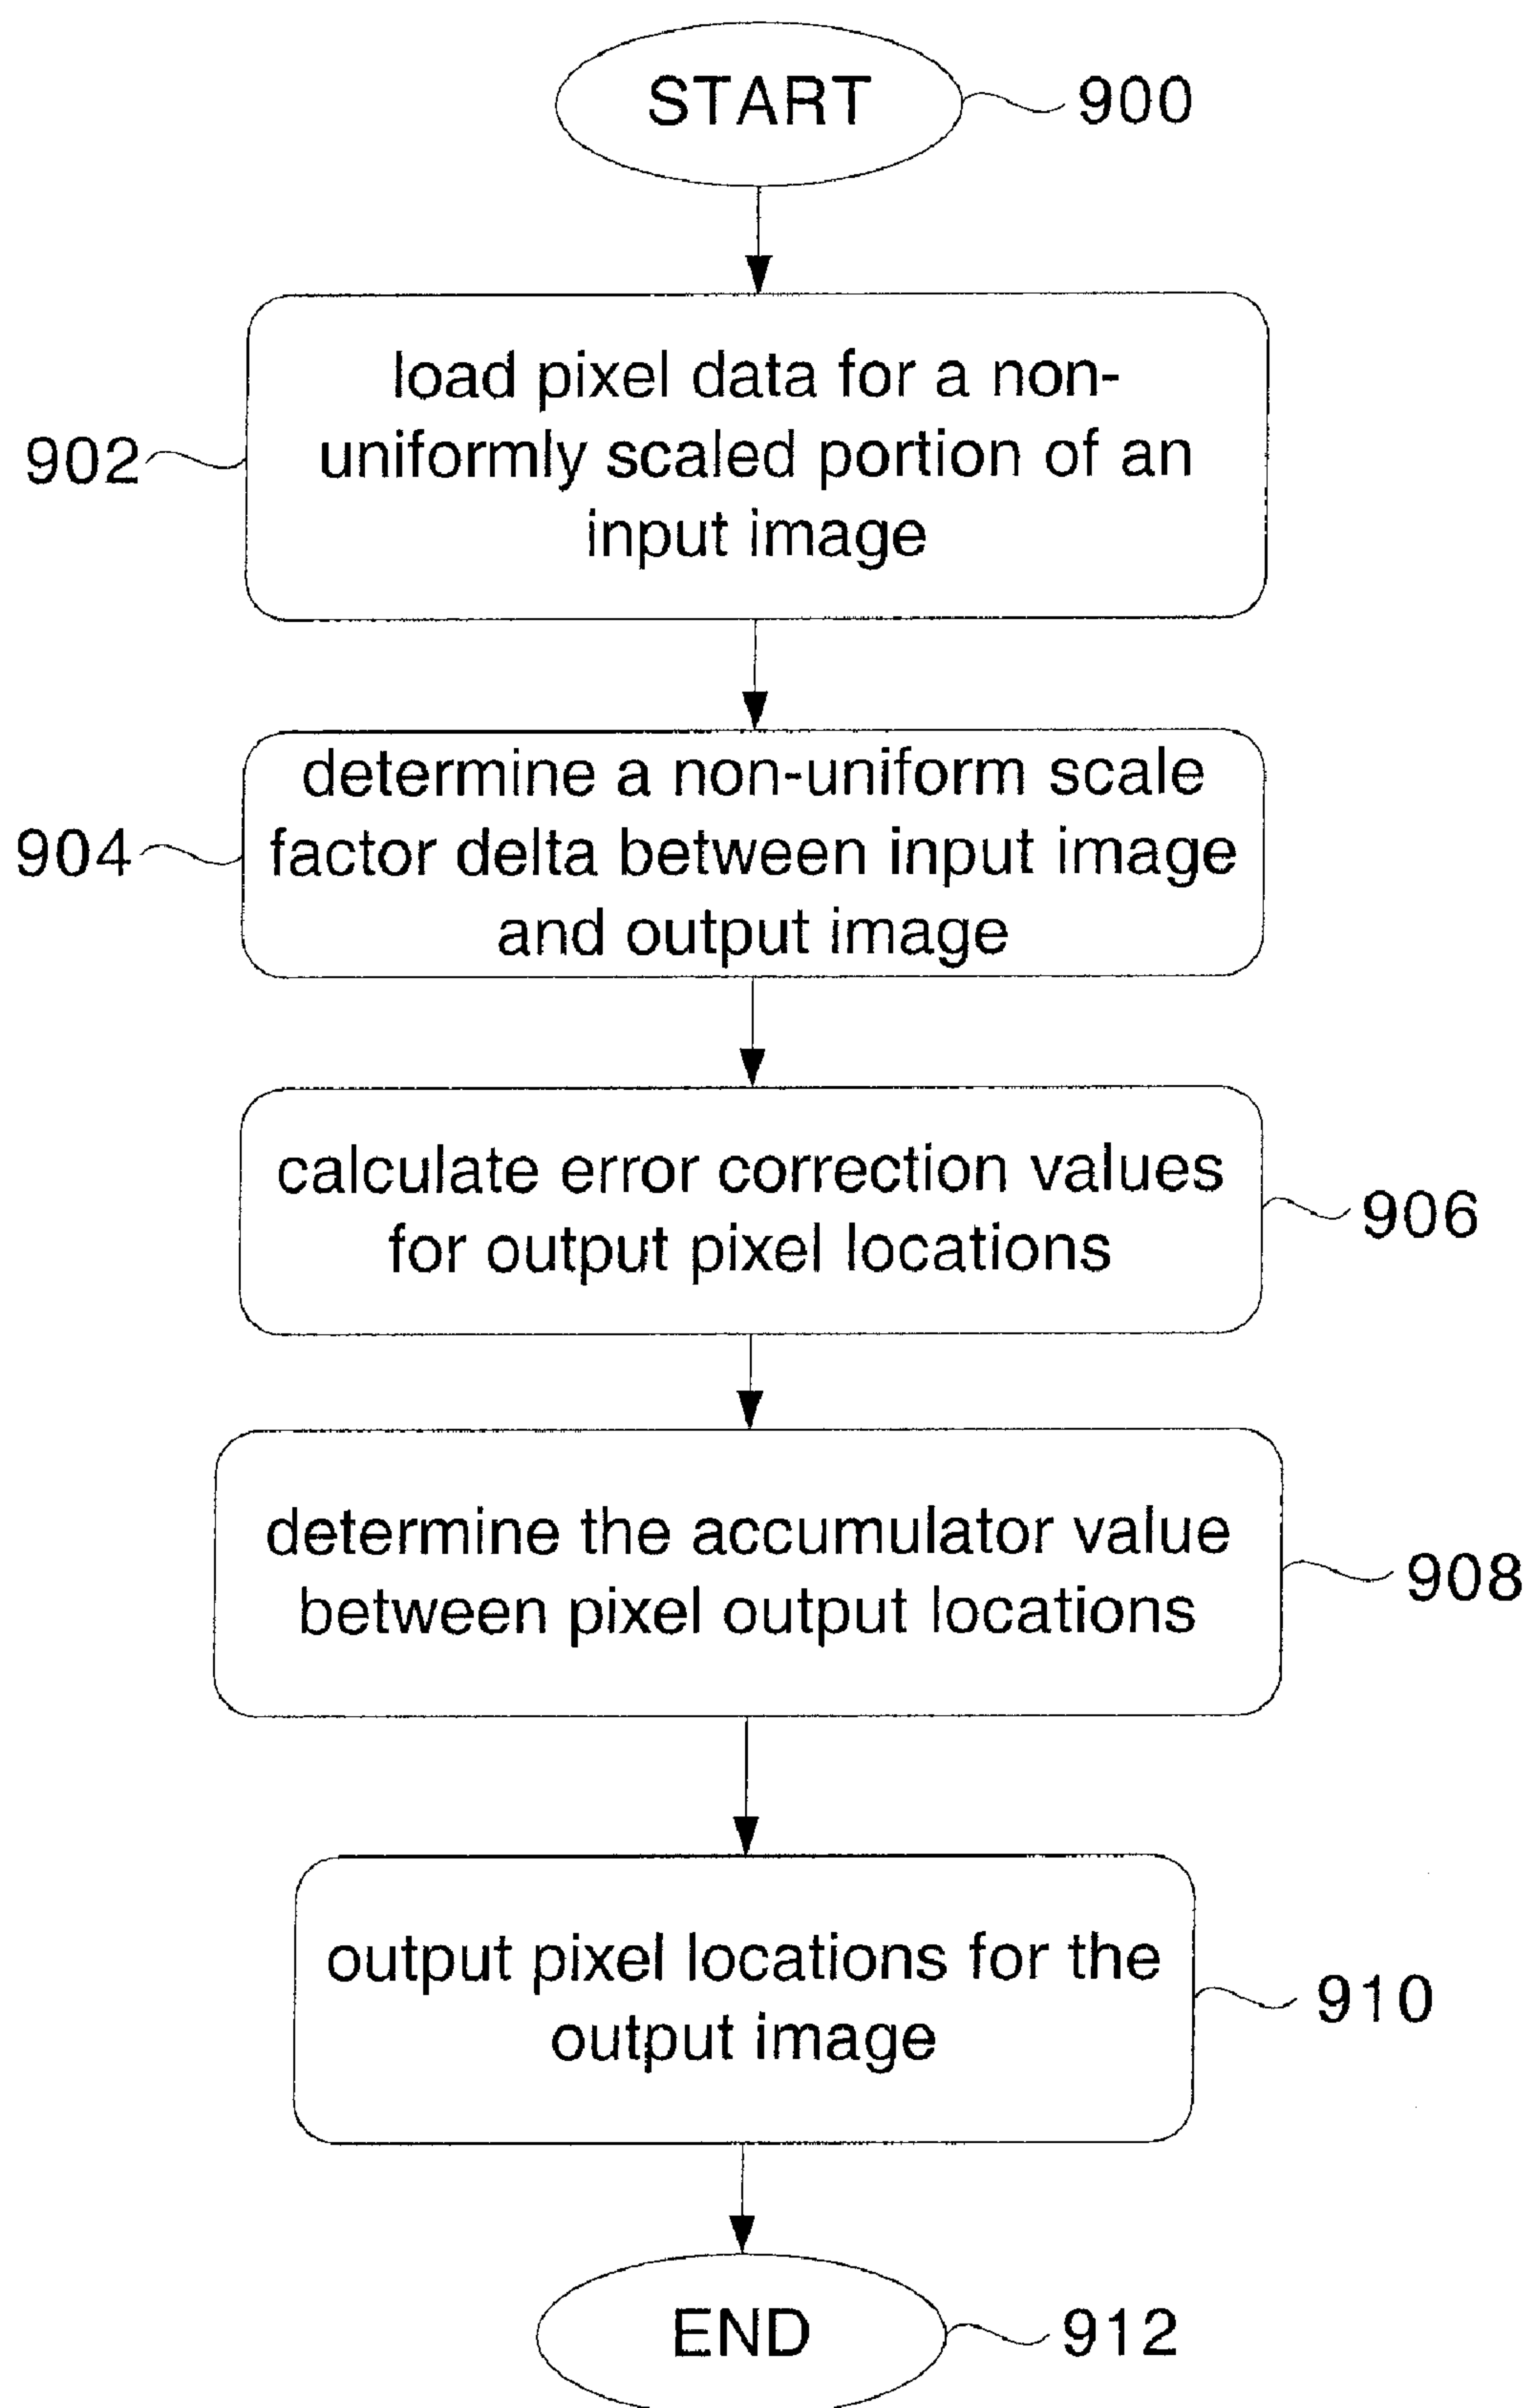 START
900
load pixel data for a non-
uniformly scaled portion of an
input image
902
determine a non-uniform scale
factor delta between input image
and output image
904
calculate error correction values
for output pixel locations
906
determine the accumulator value
between pixel output locations
908
output pixel locations for the
output image
910
END
912